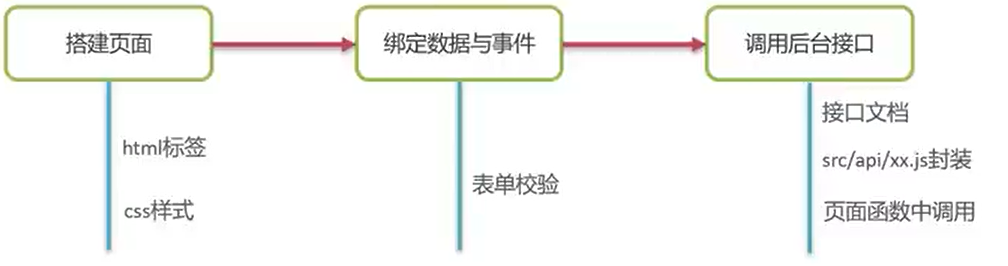 搭建页面
绑定数据与事件
调用后台接口
html标签
css样式
表单校验
接口文档
src/api/xx.js封装
页面函数中调用